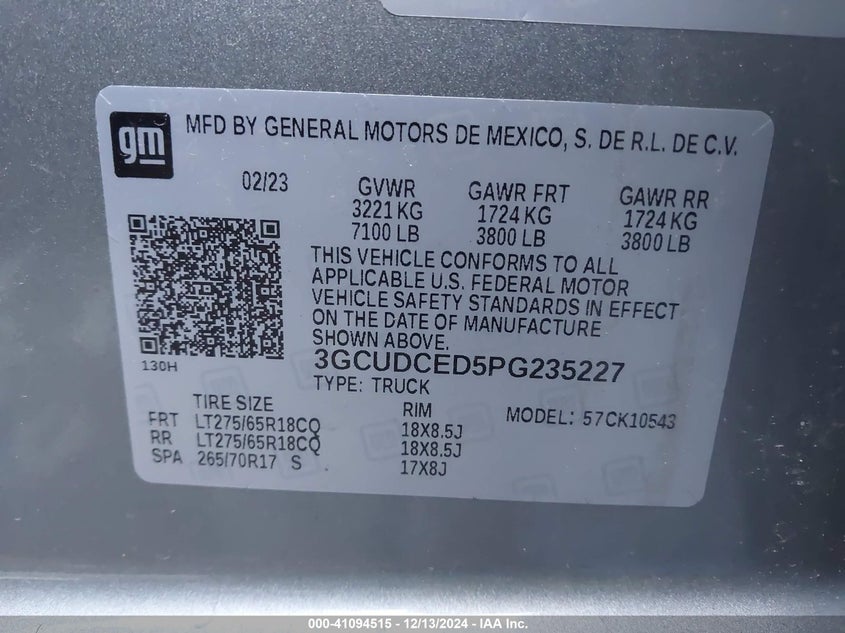 gm
MFD BY GENERAL MOTORS DE MEXICO, S. DE R.L. DE C.V.
02/23
GVWR
3221 KG
7100 LB
GAWR FRT
1724 KG
3800 LB
GAWR RR
1724 KG
3800 LB
THIS VEHICLE CONFORMS TO ALL
APPLICABLE U.S. FEDERAL MOTOR
VEHICLE SAFETY STANDARDS IN EFFECT
ON THE DATE OF MANUFACTURE
SHOWN ABOVE.
130H
3GCUDCED5PG235227
TYPE: TRUCK
TIRE SIZE
RIM
MODEL: 57CK10543
FRT LT275/65R18CQ 18X8.5J
RR LT275/65R18CQ 18X8.5J
SPA 265/70R17 S 17X8J
000-41094515 - 12/13/2024 - IAA Inc.